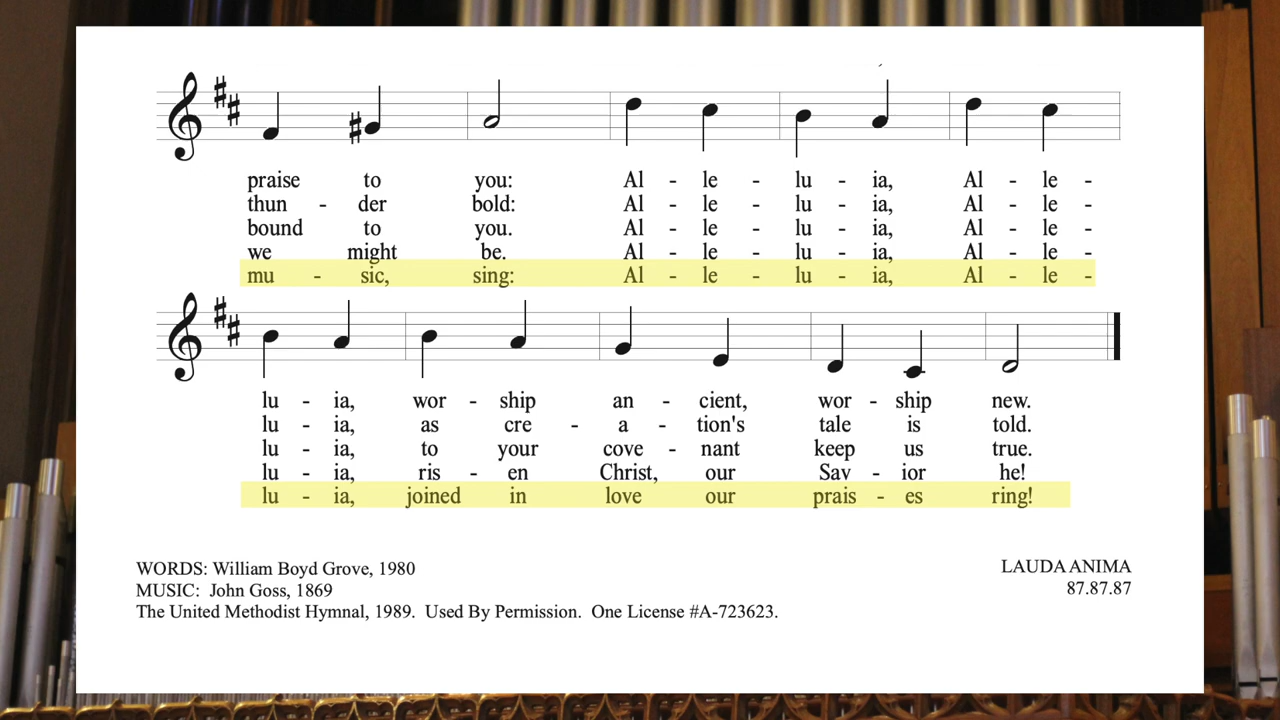 praise to you: Al - le - lu - ia, Al - le -
thun - der bold: Al - le - lu - ia, Al - le -
bound to you. Al - le - lu - ia, Al - le -
we might be. Al - le - lu - ia, Al - le -
mu - sic, sing: Al - le - lu - ia, Al - le -
lu - ia, wor - ship an - cient, wor - ship new.
lu - ia, as cre - a - tion's tale is told.
lu - ia, to your cove - nant keep us true.
lu - ia, ris - en Christ, our Sav - ior he!
lu - ia, joined in love our prais - es ring!
WORDS: William Boyd Grove, 1980
MUSIC: John Goss, 1869
The United Methodist Hymnal, 1989. Used By Permission. One License #A-723623.
LAUDA ANIMA
87.87.87